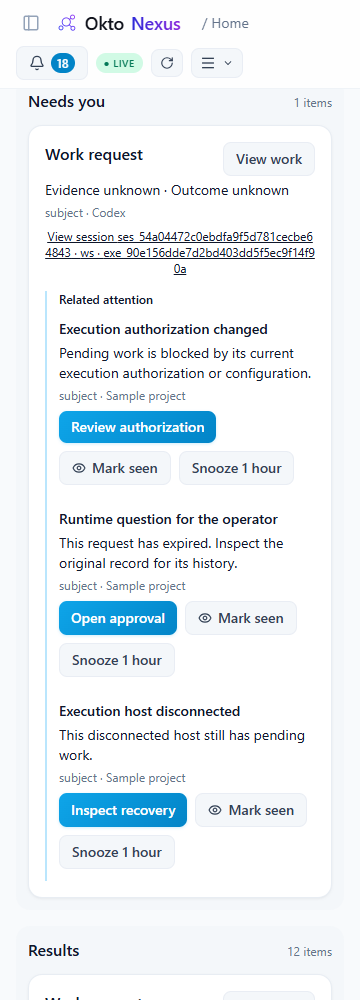 Okto Nexus / Home
18 LIVE
Needs you 1 items
Work request View work
Evidence unknown · Outcome unknown
subject · Codex
View session ses_54a04472c0ebdfa9f5d781cecbe6
4843 · ws · exe_90e156dde7d2bd403dd5f5ec9f14f9
0a
Related attention
Execution authorization changed
Pending work is blocked by its current
execution authorization or configuration.
subject · Sample project
Review authorization
Mark seen Snooze 1 hour
Runtime question for the operator
This request has expired. Inspect the
original record for its history.
subject · Sample project
Open approval Mark seen
Snooze 1 hour
Execution host disconnected
This disconnected host still has pending
work.
subject · Sample project
Inspect recovery Mark seen
Snooze 1 hour
Results 12 items